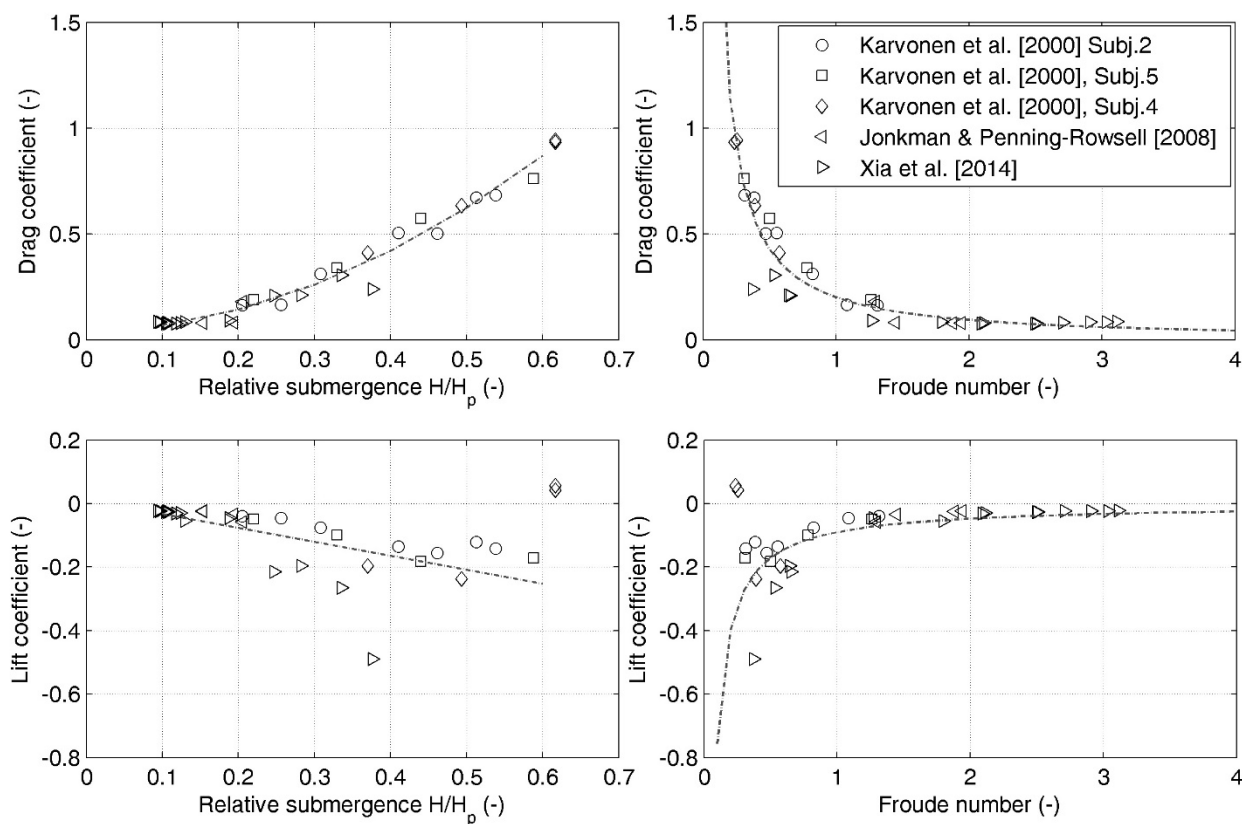 1.5
1
0.5
0
Drag coefficient (-)
0 0.1 0.2 0.3 0.4 0.5 0.6 0.7
Relative submergence H/Hp (-)
1.5
1
0.5
0
Drag coefficient (-)
Karvonen et al. [2000] Subj.2
Karvonen et al. [2000], Subj.5
Karvonen et al. [2000], Subj.4
Jonkman & Penning-Rowsell [2008]
Xia et al. [2014]
0 1 2 3 4
Froude number (-)
0.2
0
-0.2
-0.4
-0.6
-0.8
Lift coefficient (-)
0 0.1 0.2 0.3 0.4 0.5 0.6 0.7
Relative submergence H/Hp (-)
0.2
0
-0.2
-0.4
-0.6
-0.8
Lift coefficient (-)
0 1 2 3 4
Froude number (-)